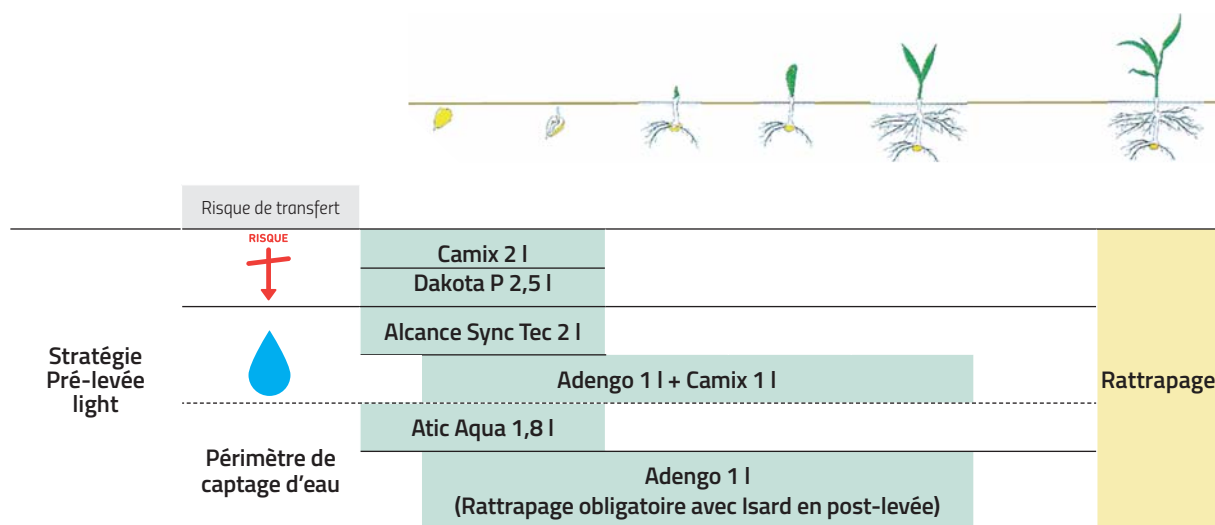 Risque de transfert
RISQUE
Camix 2 l
Dakota P 2,5 l
Alcance Sync Tec 2 l
Stratégie
Pré-levée
light
Adengo 1 l + Camix 1 l
Rattrapage
Atic Aqua 1,8 l
Périmètre de
captage d’eau
Adengo 1 l
(Rattrapage obligatoire avec Isard en post-levée)